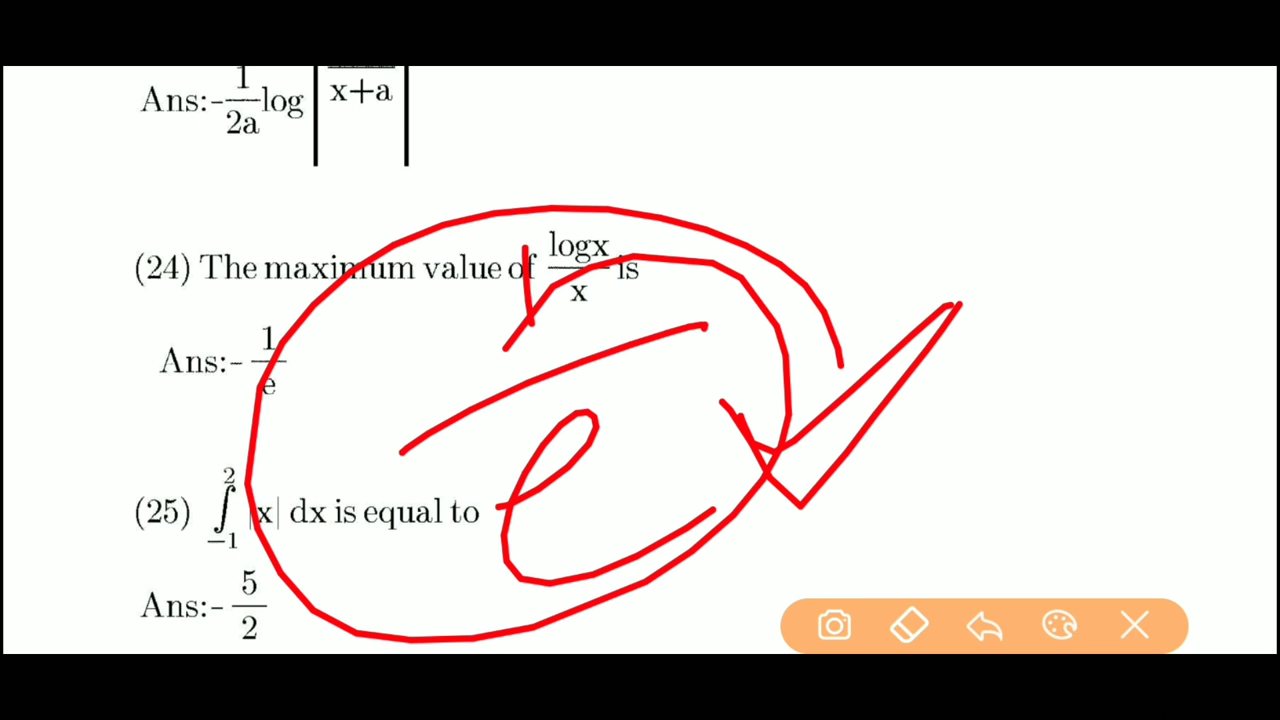 Ans:- 1/2a log | x+a |
(24) The maximum value of logx/x is
Ans:- 1/e
1/e
(25) ∫_{-1}^{2} |x| dx is equal to
Ans:- 5/2